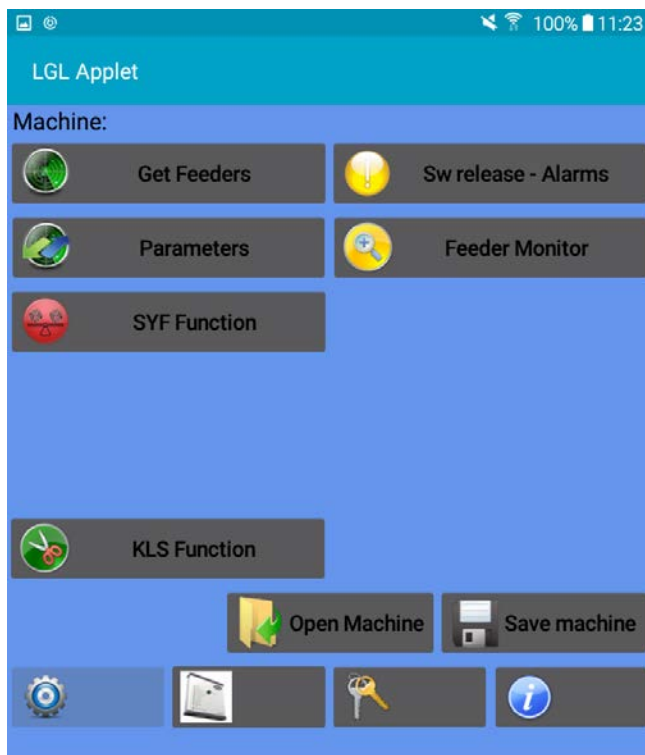 100% 11:23
LGL Applet
Machine:
Get Feeders
Sw release - Alarms
Parameters
Feeder Monitor
SYF Function
KLS Function
Open Machine
Save machine